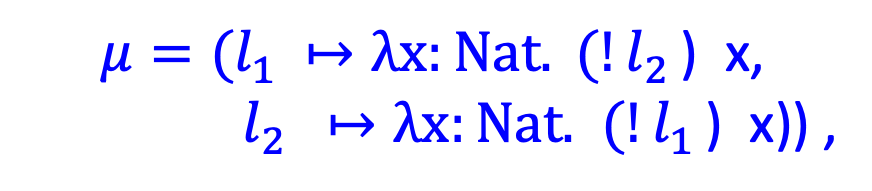 μ = (l₁ ↦ λx: Nat. (! l₂ ) x,
l₂ ↦ λx: Nat. (! l₁ ) x)) ,